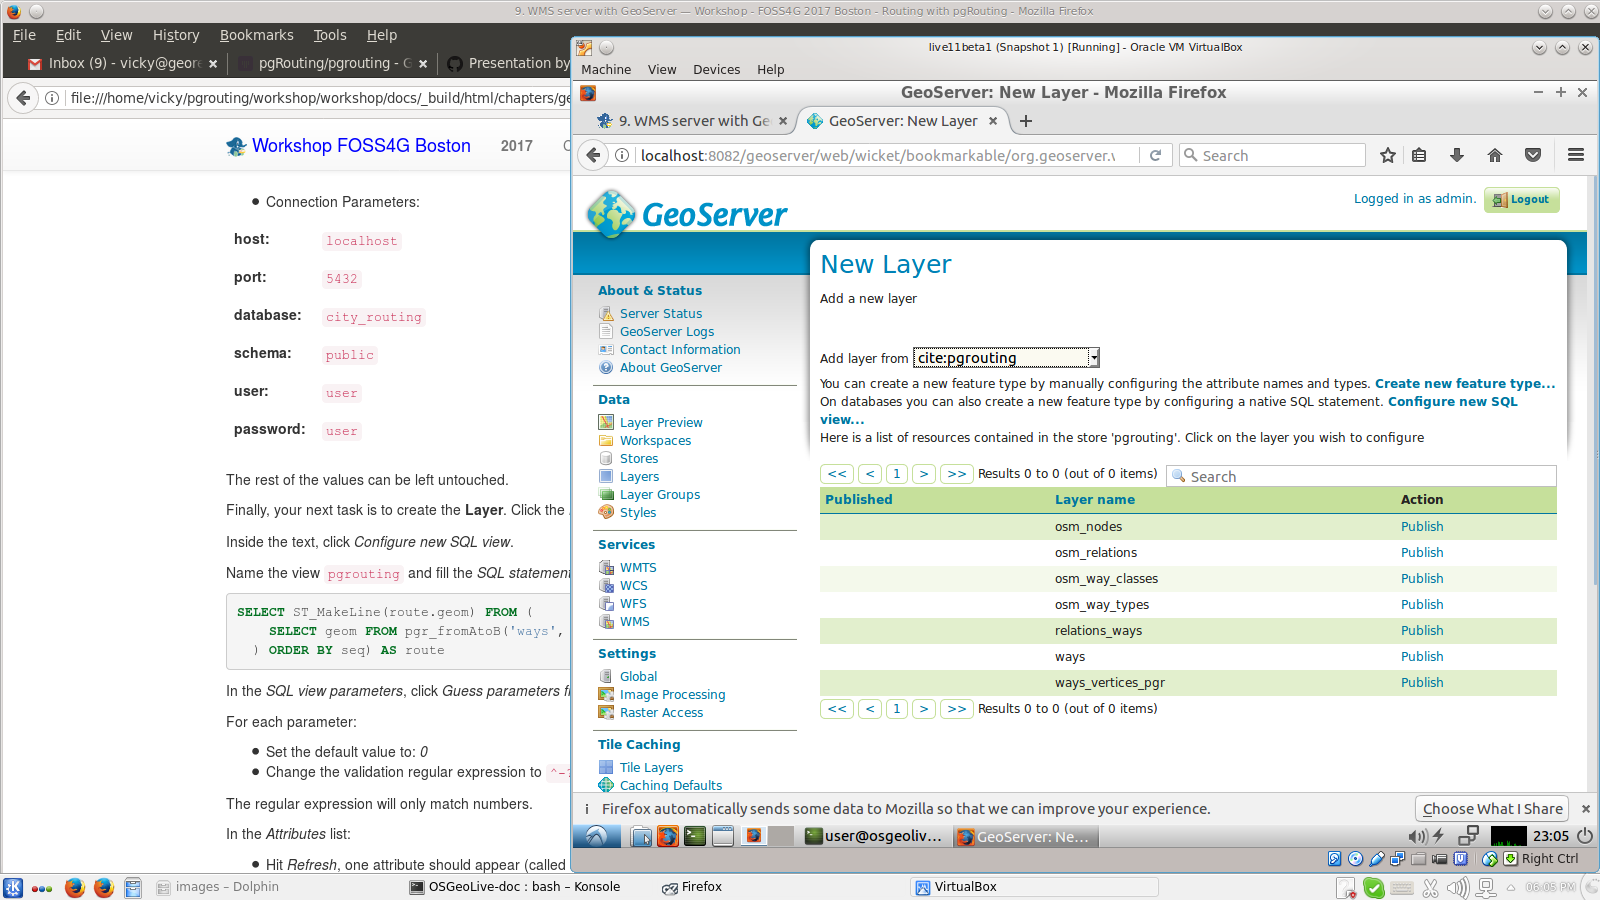 9. WMS server with GeoServer — Workshop - FOSS4G 2017 Boston - Routing with pgRouting - Mozilla Firefox
File Edit View History Bookmarks Tools Help
Inbox (9) - vicky@geore
pgRouting/pgrouting - G
Presentation by
file:///home/vicky/pgrouting/workshop/workshop/docs/_build/html/chapters/ge
Workshop FOSS4G Boston 2017
Connection Parameters:
host: localhost
port: 5432
database: city_routing
schema: public
user: user
password: user
The rest of the values can be left untouched.
Finally, your next task is to create the Layer. Click the
Inside the text, click Configure new SQL view.
Name the view pgrouting and fill the SQL statement
SELECT ST_MakeLine(route.geom) FROM (
SELECT geom FROM pgr_fromAtoB('ways',
) ORDER BY seq) AS route
In the SQL view parameters, click Guess parameters f
For each parameter:
Set the default value to: 0
Change the validation regular expression to ^-?
The regular expression will only match numbers.
In the Attributes list:
Hit Refresh, one attribute should appear (called
live11beta1 (Snapshot 1) [Running] - Oracle VM VirtualBox
Machine View Devices Help
GeoServer: New Layer - Mozilla Firefox
9. WMS server with Ge
GeoServer: New Layer
localhost:8082/geoserver/web/wicket/bookmarkable/org.geoserver.
Search
GeoServer
Logged in as admin.
Logout
About & Status
Server Status
GeoServer Logs
Contact Information
About GeoServer
Data
Layer Preview
Workspaces
Stores
Layers
Layer Groups
Styles
Services
WMTS
WCS
WFS
WMS
Settings
Global
Image Processing
Raster Access
Tile Caching
Tile Layers
Caching Defaults
New Layer
Add a new layer
Add layer from cite:pgrouting
You can create a new feature type by manually configuring the attribute names and types. Create new feature type...
On databases you can also create a new feature type by configuring a native SQL statement. Configure new SQL
view...
Here is a list of resources contained in the store 'pgrouting'. Click on the layer you wish to configure
<< < 1 > >> Results 0 to 0 (out of 0 items) Search
Published Layer name Action
osm_nodes Publish
osm_relations Publish
osm_way_classes Publish
osm_way_types Publish
relations_ways Publish
ways Publish
ways_vertices_pgr Publish
<< < 1 > >> Results 0 to 0 (out of 0 items)
Firefox automatically sends some data to Mozilla so that we can improve your experience.
Choose What I Share
user@osgeoliv...
GeoServer: Ne...
23:05
Right Ctrl
images – Dolphin
OSGeoLive-doc : bash – Konsole
Firefox
VirtualBox
06:05 PM